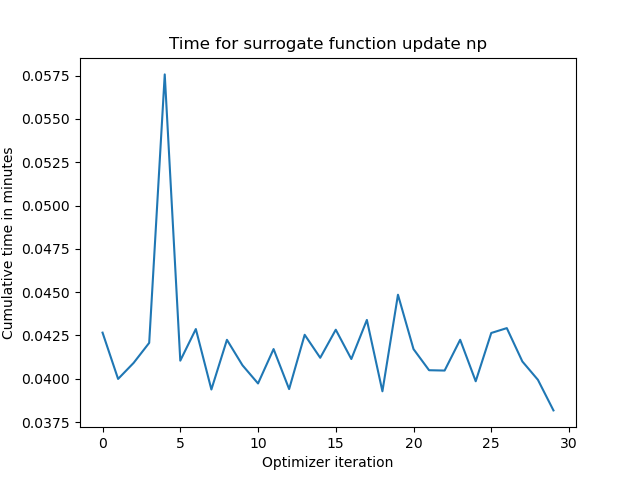 Time for surrogate function update np
Cumulative time in minutes
0.0575
0.0550
0.0525
0.0500
0.0475
0.0450
0.0425
0.0400
0.0375
0 5 10 15 20 25 30
Optimizer iteration